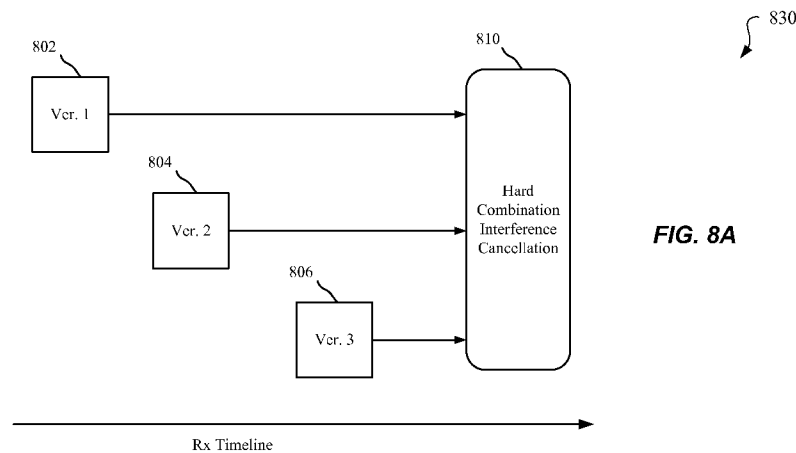 830
802
810
Ver. 1
804
Hard
Combination
Interference
Cancellation
Ver. 2
FIG. 8A
806
Ver. 3
Rx Timeline